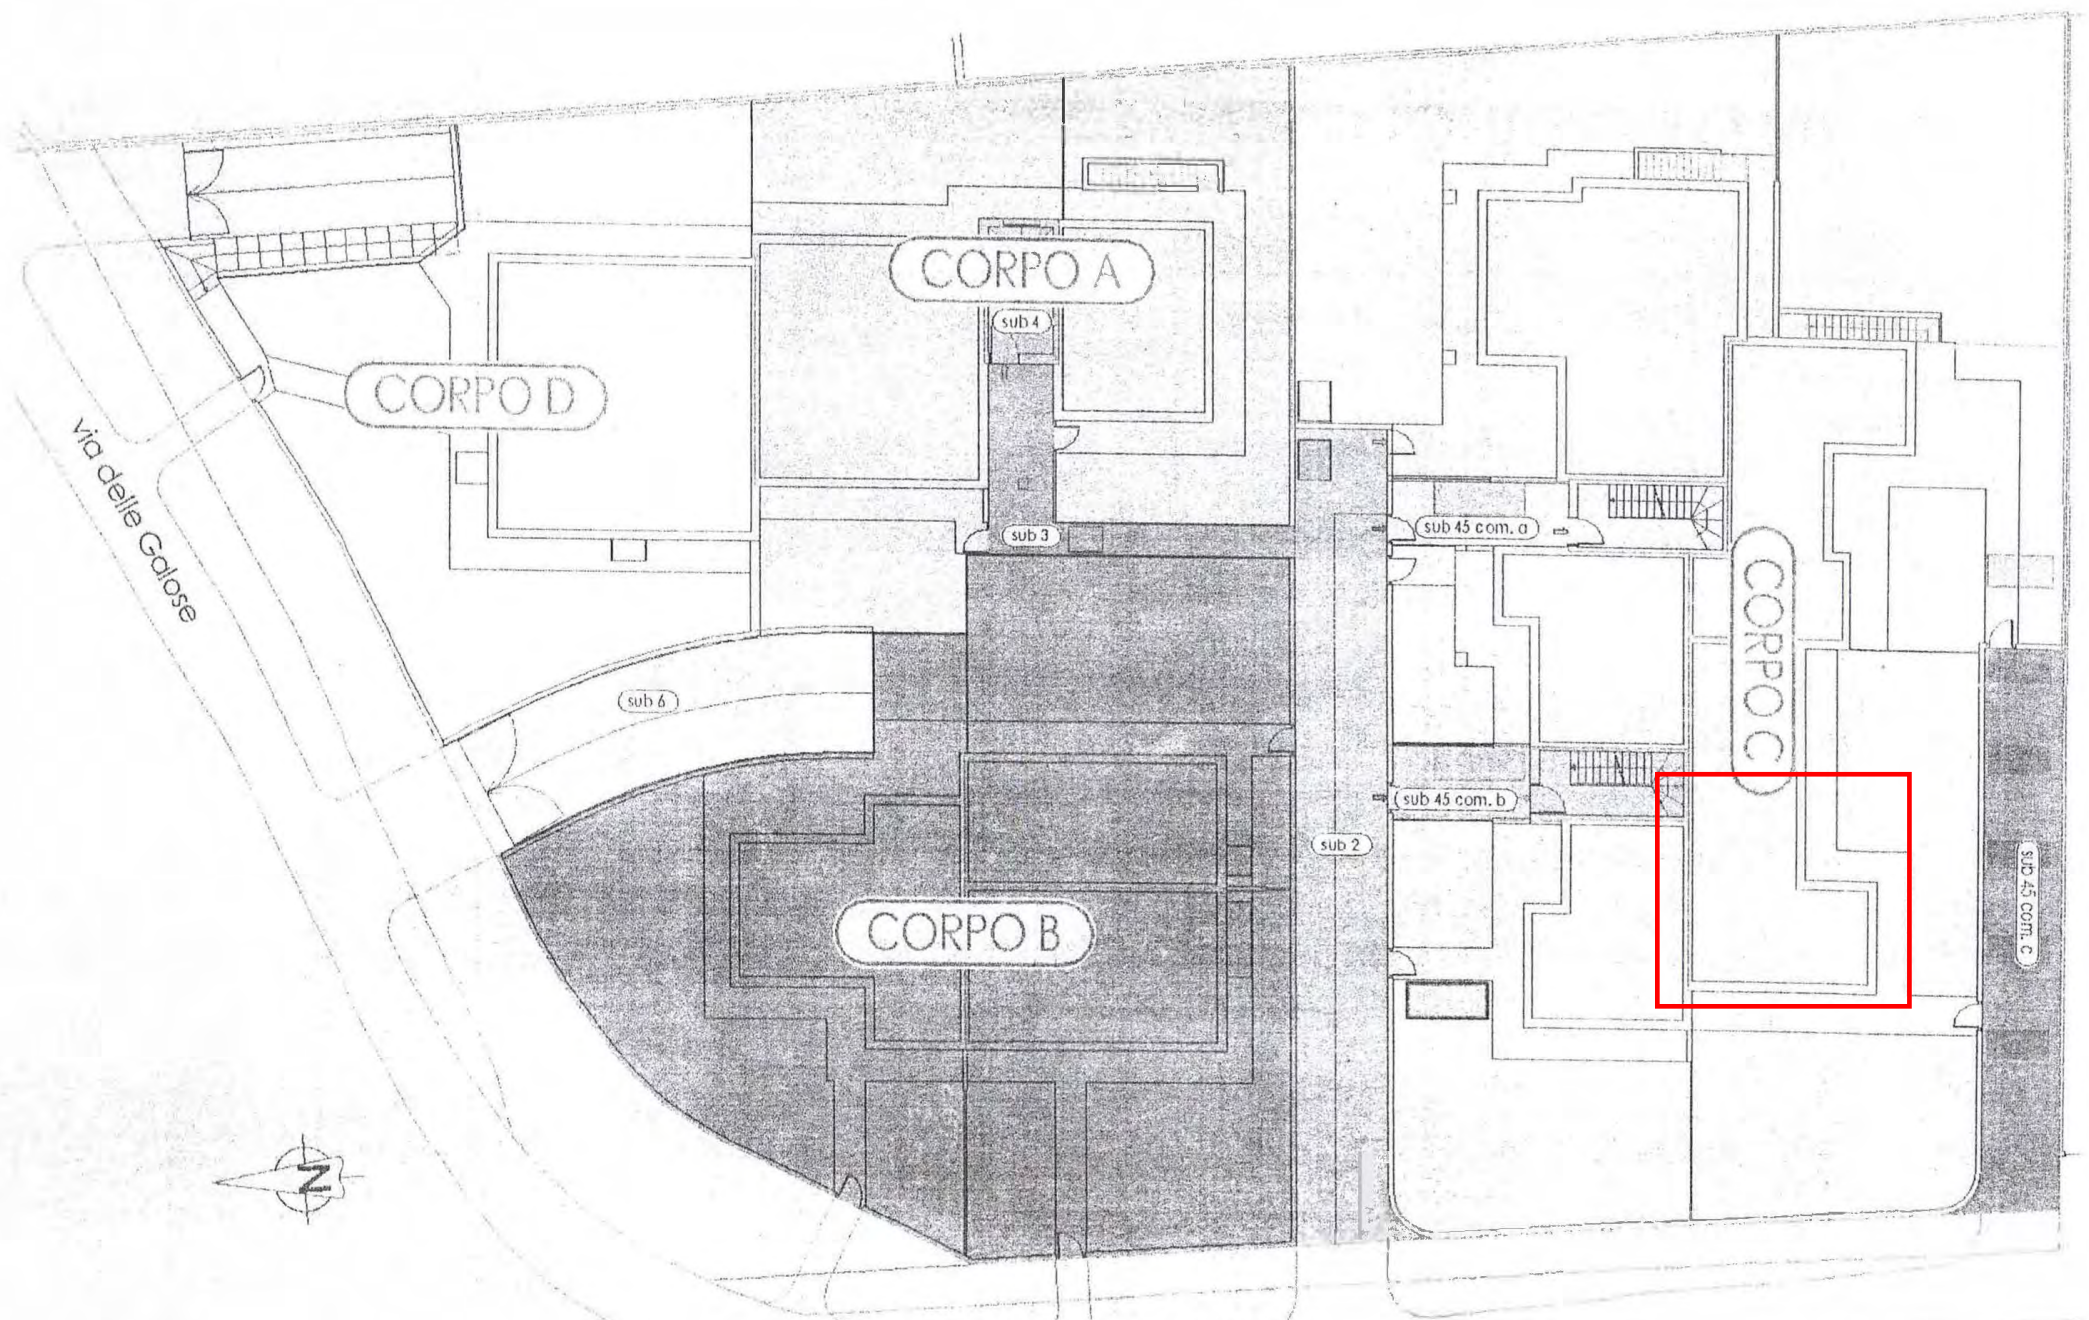 CORPO A
sub 4
CORPO D
via delle Galose
sub 3
sub 45 com. a
CORPO C
sub 6
sub 45 com. b
sub 2
sub 45 com. c
CORPO B
N